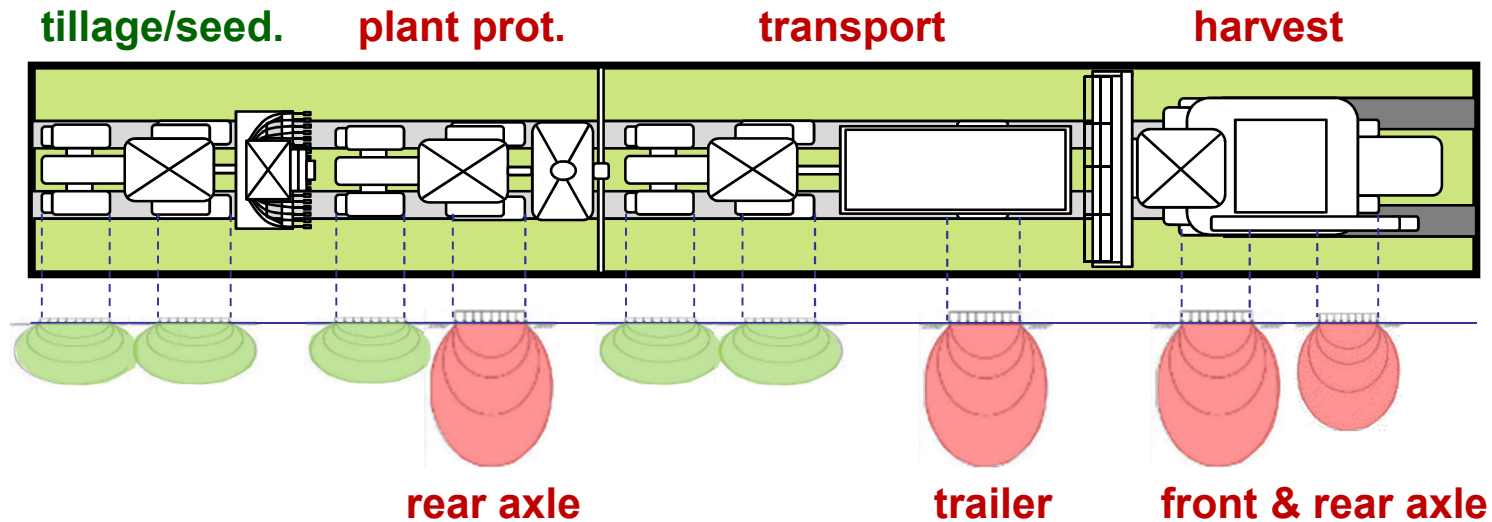 tillage/seed. plant prot. transport harvest
rear axle trailer front & rear axle